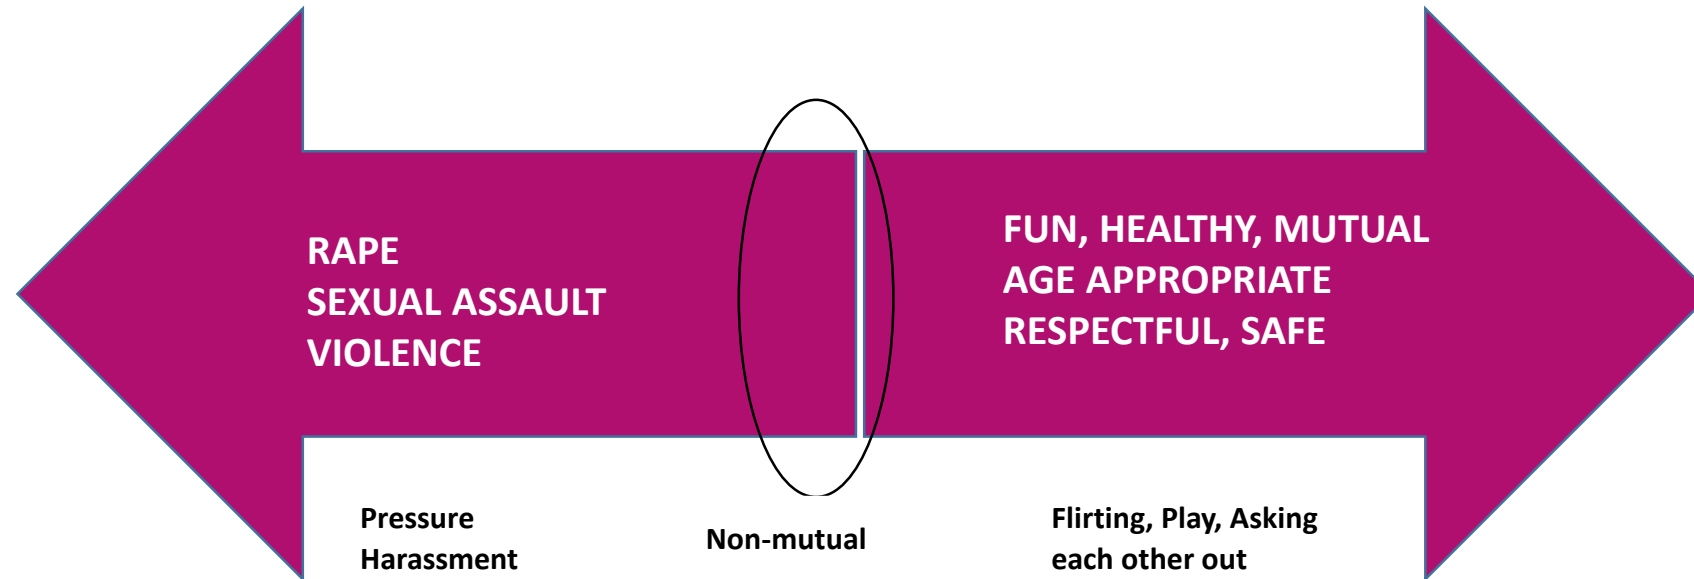 RAPE
SEXUAL ASSAULT
VIOLENCE
FUN, HEALTHY, MUTUAL
AGE APPROPRIATE
RESPECTFUL, SAFE
Pressure
Harassment
Non-mutual
Flirting, Play, Asking
each other out